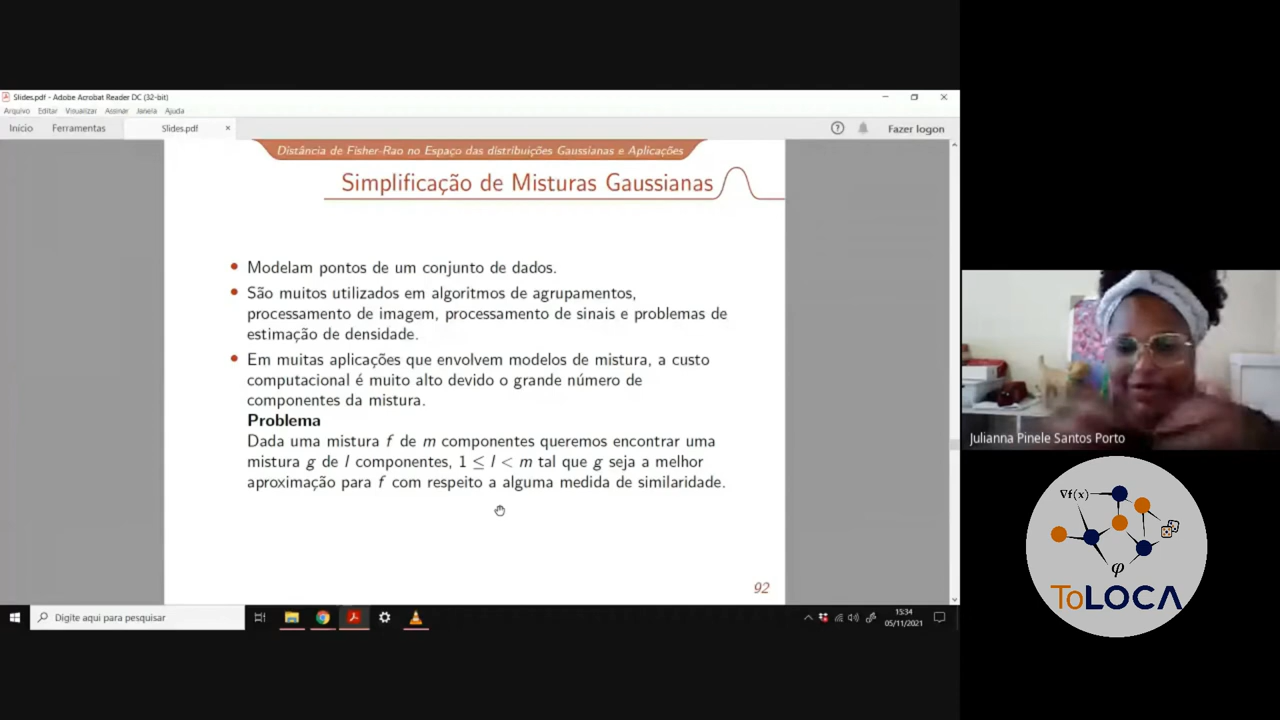 Slides.pdf - Adobe Acrobat Reader DC (32-bit)
Arquivo Editar Visualizar Assinar Janela Ajuda
Início Ferramentas Slides.pdf × Fazer logon
Distância de Fisher-Rao no Espaço das distribuições Gaussianas e Aplicações
Simplificação de Misturas Gaussianas
• Modelam pontos de um conjunto de dados.
• São muitos utilizados em algoritmos de agrupamentos,
processamento de imagem, processamento de sinais e problemas de
estimação de densidade.
• Em muitas aplicações que envolvem modelos de mistura, a custo
computacional é muito alto devido o grande número de
componentes da mistura.
Problema
Dada uma mistura f de m componentes queremos encontrar uma
mistura g de l componentes, 1 ≤ l < m tal que g seja a melhor
aproximação para f com respeito a alguma medida de similaridade.
92
Digite aqui para pesquisar
15:34
05/11/2021
Julianna Pinele Santos Porto
∇f(x)
φ
ToLOCA